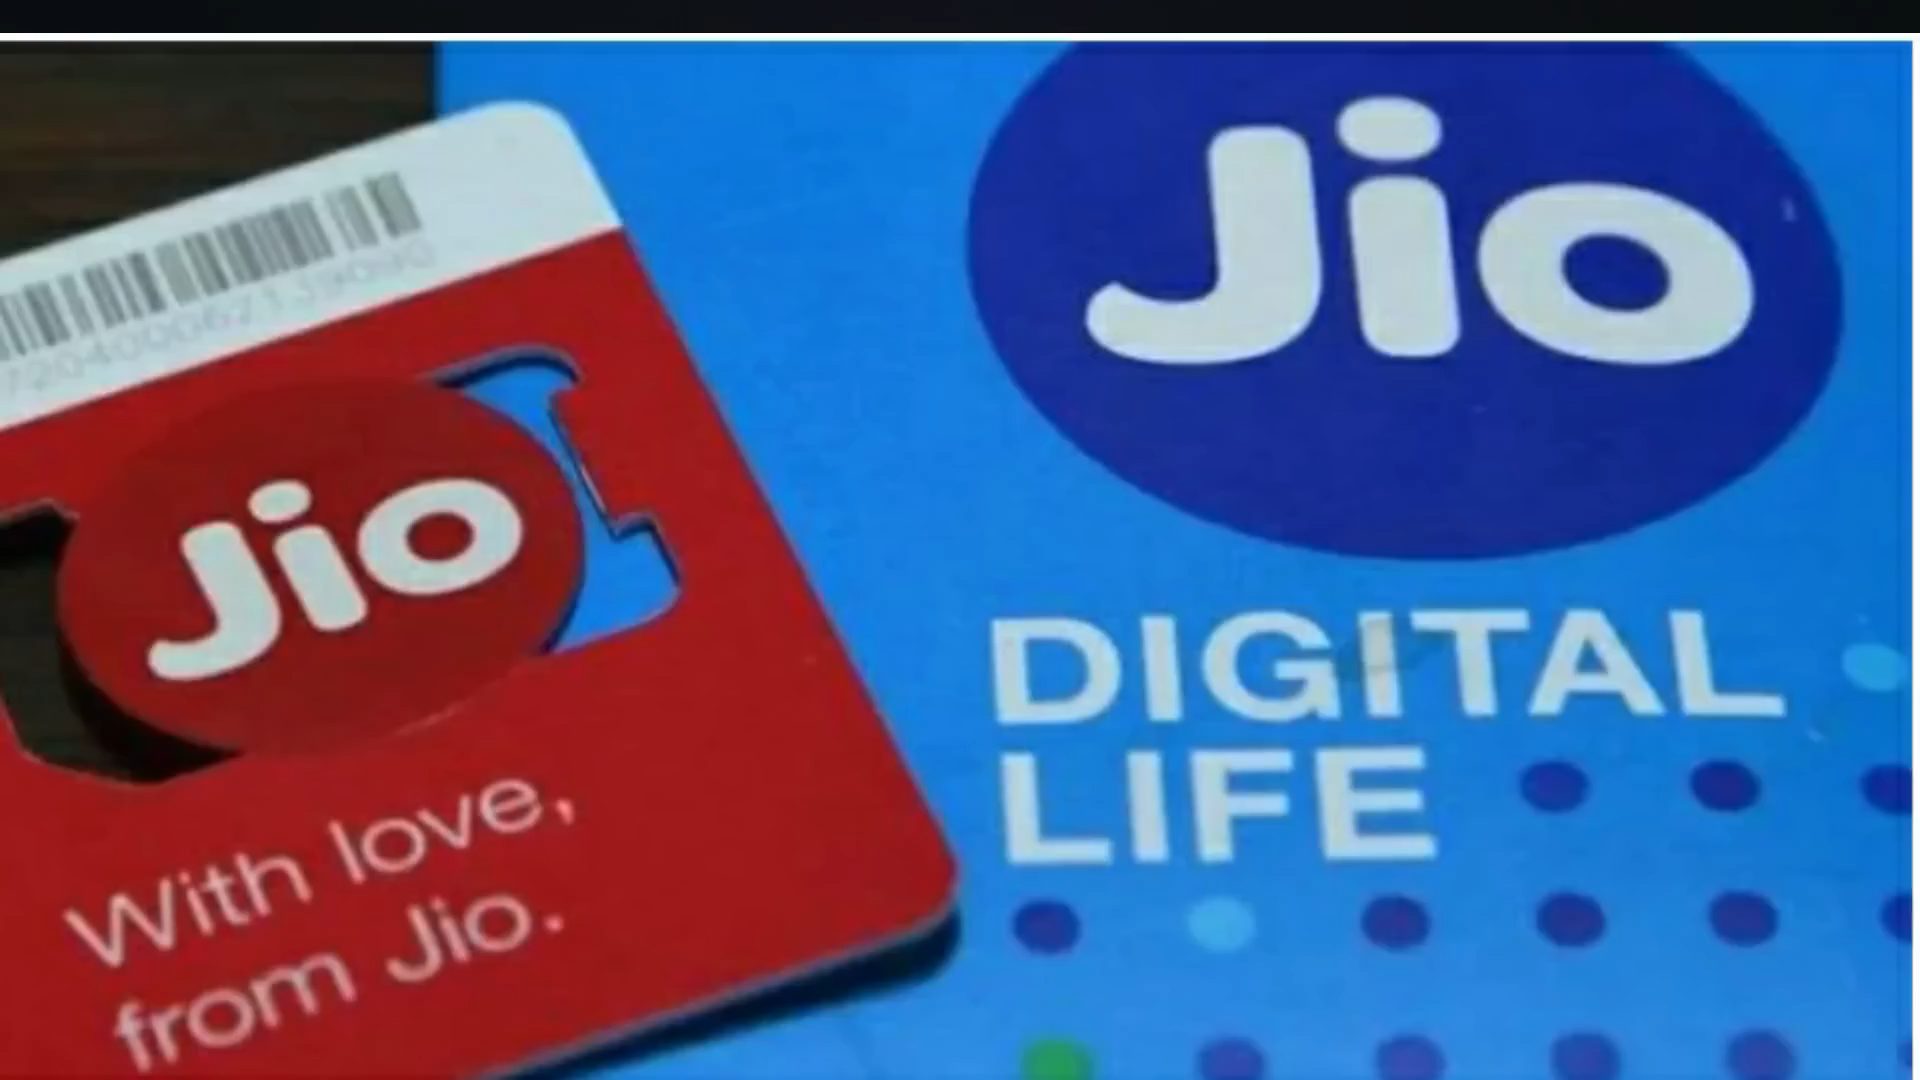 Jio
With love,
from Jio.
Jio
DIGITAL
LIFE